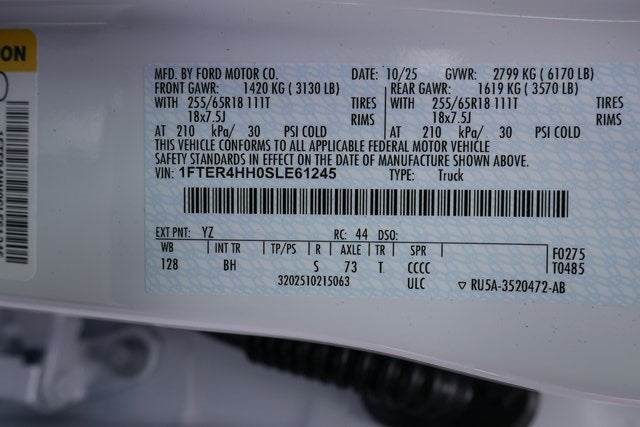 MFD. BY FORD MOTOR CO. DATE: 10/25 GVWR: 2799 KG ( 6170 LB)
FRONT GAWR: 1420 KG ( 3130 LB) REAR GAWR: 1619 KG ( 3570 LB)
WITH 255/65R18 111T TIRES WITH 255/65R18 111T TIRES
18x7.5J RIMS 18x7.5J RIMS
AT 210 kPa/ 30 PSI COLD AT 210 kPa/ 30 PSI COLD
THIS VEHICLE CONFORMS TO ALL APPLICABLE FEDERAL MOTOR VEHICLE
SAFETY STANDARDS IN EFFECT ON THE DATE OF MANUFACTURE SHOWN ABOVE.
VIN: 1FTER4HH0SLE61245 TYPE: Truck
EXT PNT: YZ RC: 44 DSO:
WB INT TR TP/PS R AXLE TR SPR F0275
128 BH S 73 T CCCC T0485
3202510215063 ULC ▽ RU5A-3520472-AB
ON